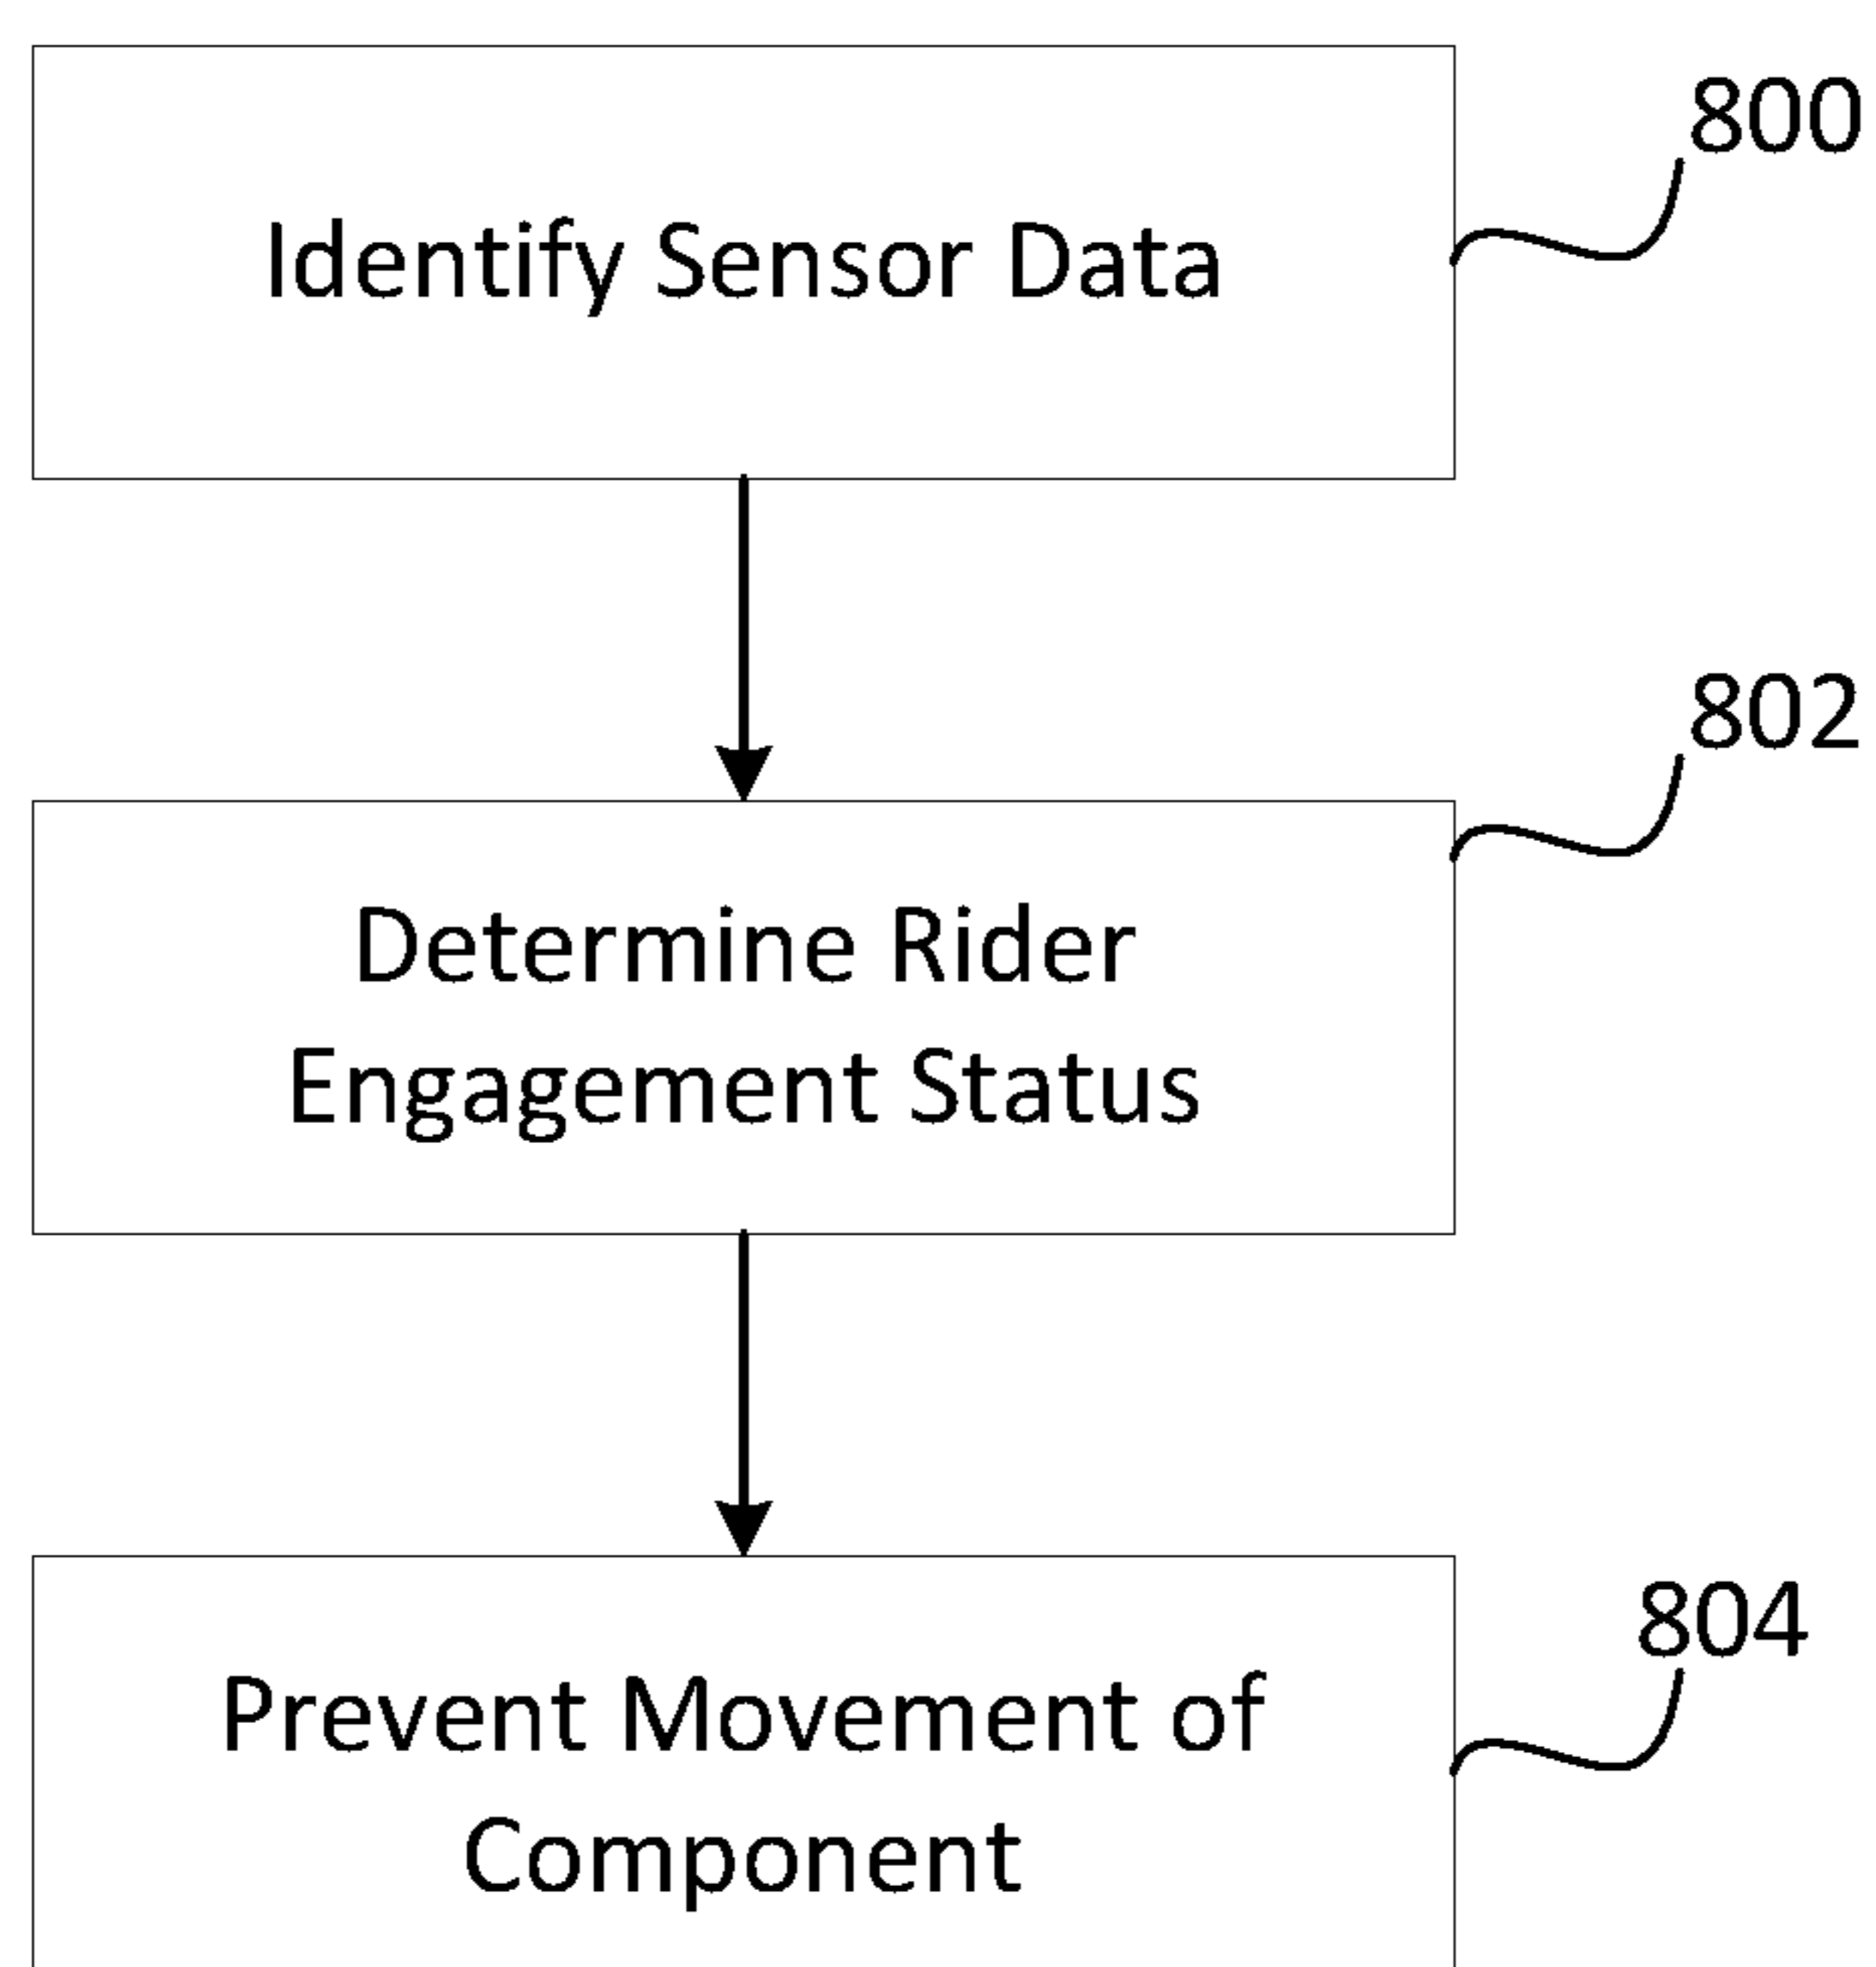 800
Identify Sensor Data
802
Determine Rider
Engagement Status
804
Prevent Movement of
Component